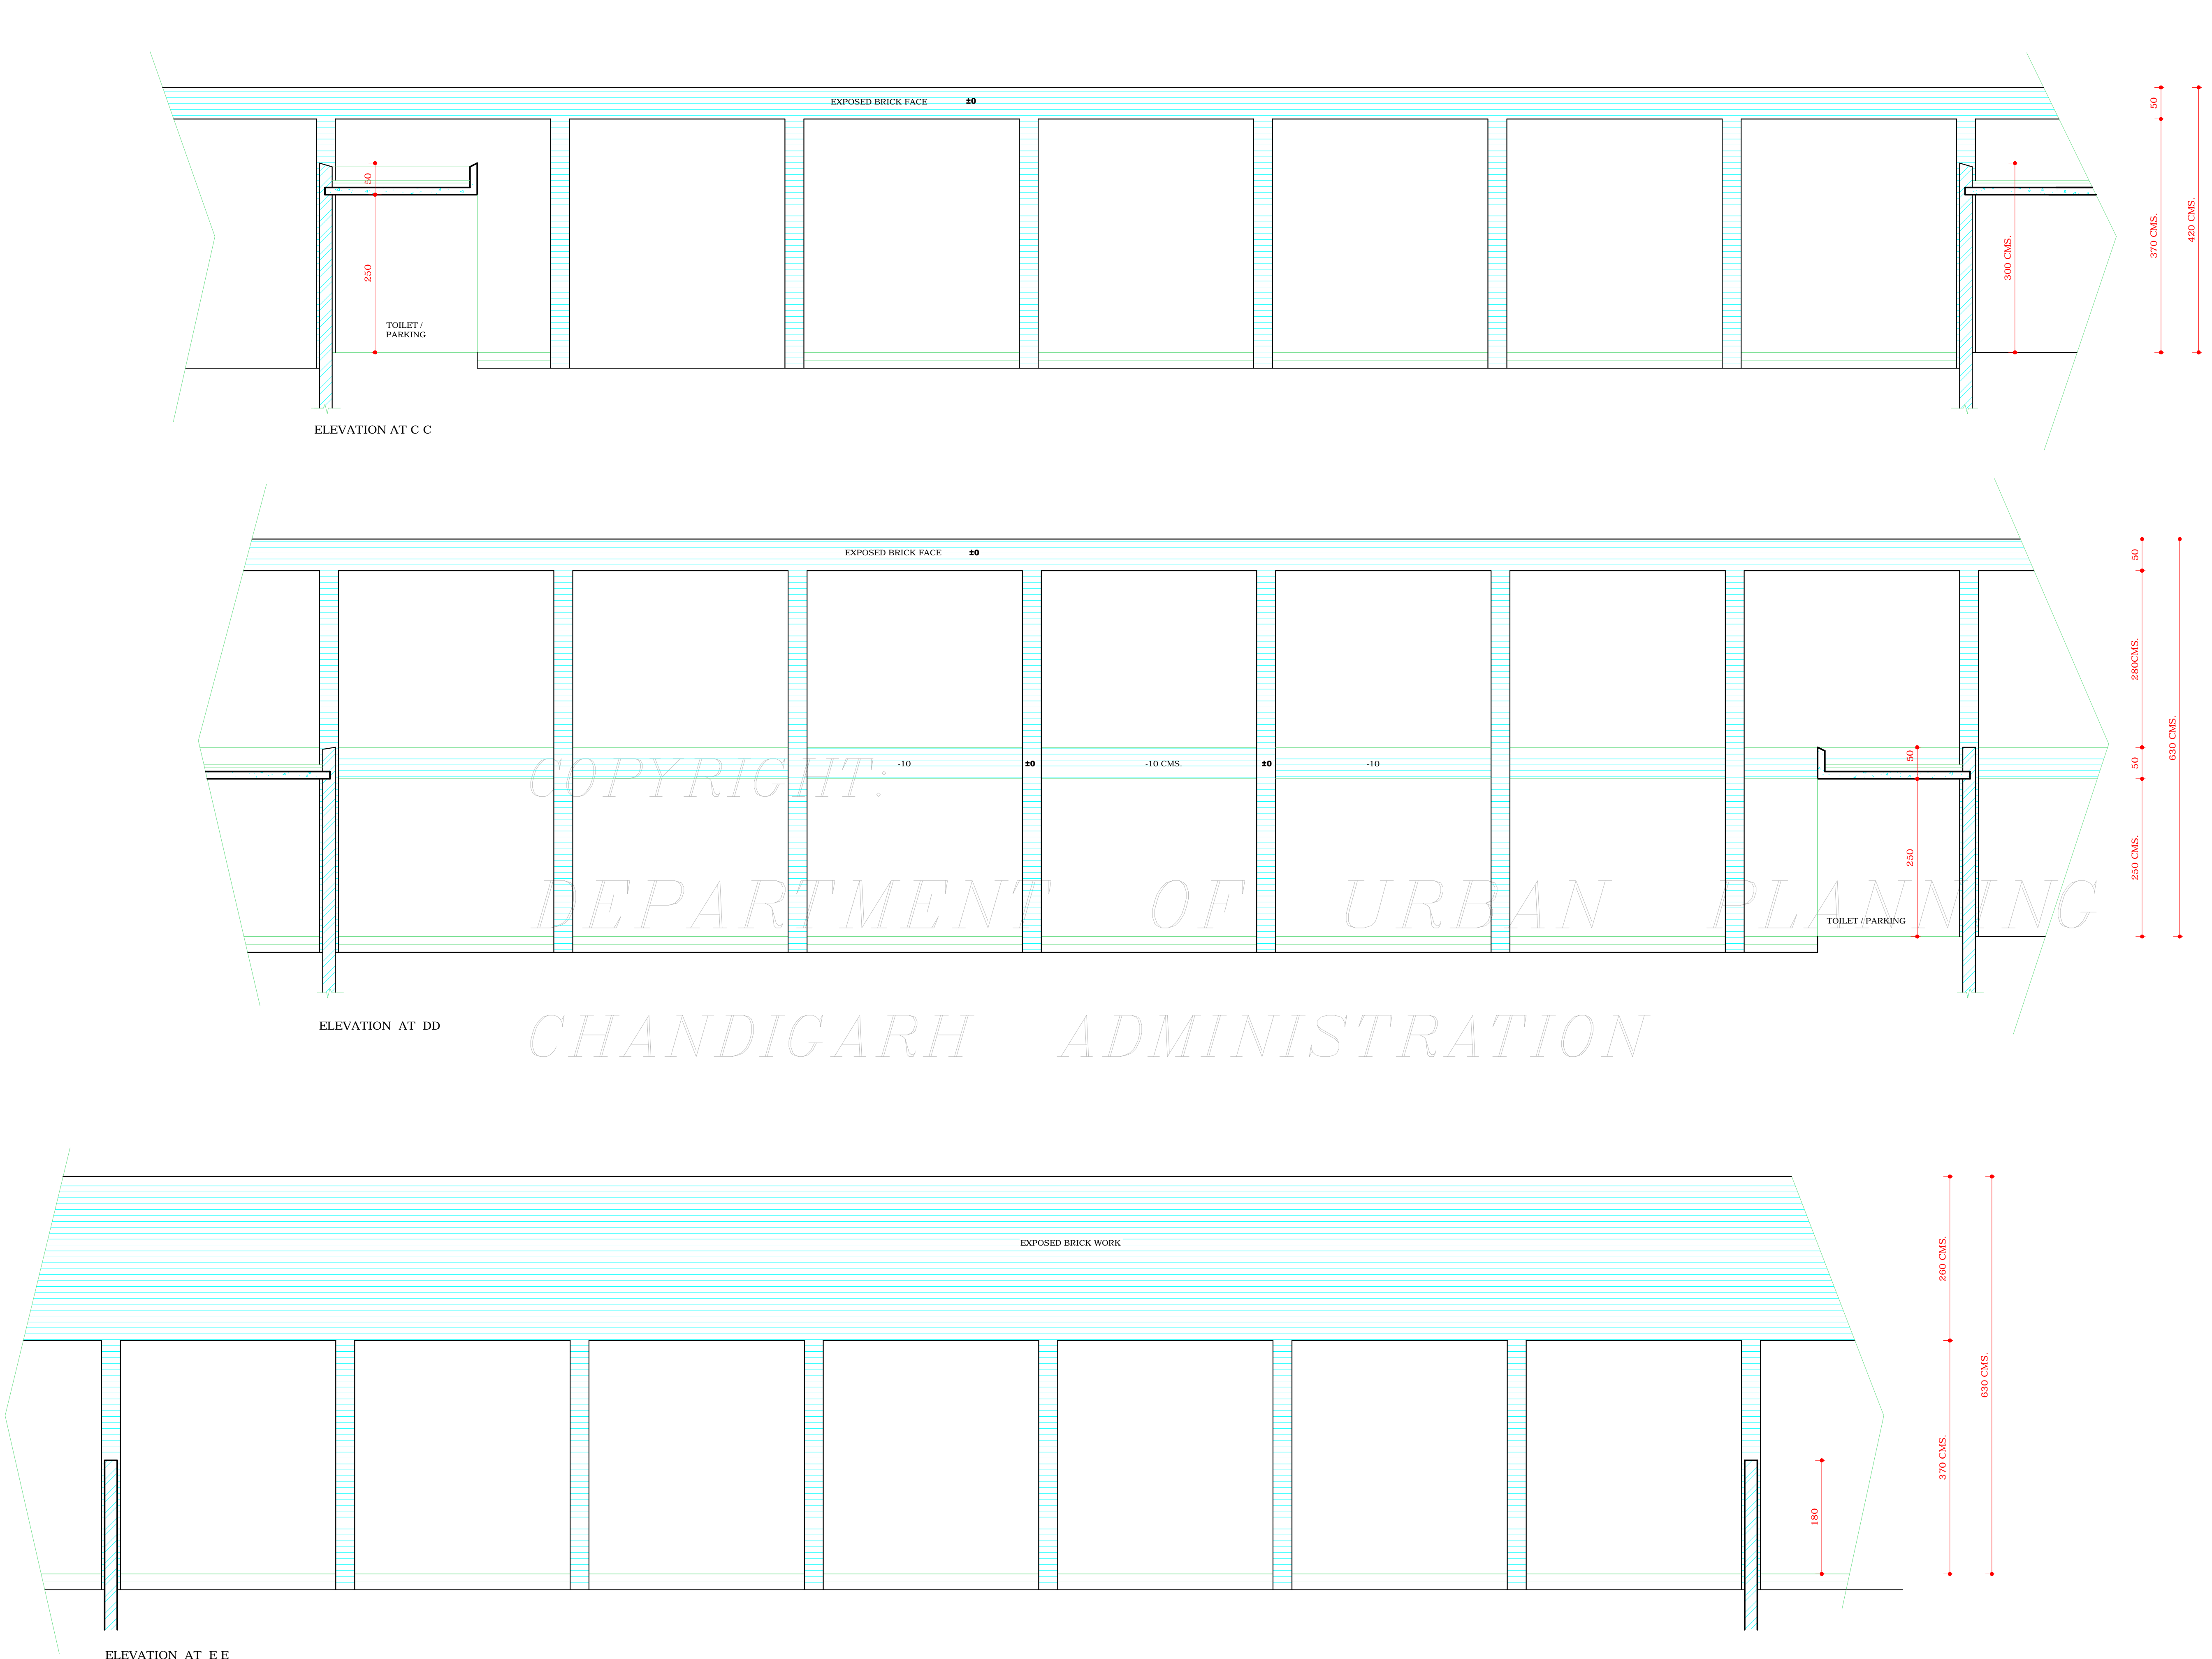 EXPOSED BRICK FACE ±0
50
50
370 CMS.
420 CMS.
300 CMS.
250
TOILET /
PARKING
ELEVATION AT C C
EXPOSED BRICK FACE ±0
50
280CMS.
630 CMS.
50
50
-10 ±0 -10 CMS. ±0 -10
COPYRIGHT:
250 CMS.
250
DEPARTMENT OF URBAN PLANNING
TOILET / PARKING
ELEVATION AT DD
CHANDIGARH ADMINISTRATION
EXPOSED BRICK WORK
260 CMS.
630 CMS.
370 CMS.
180
ELEVATION AT E E